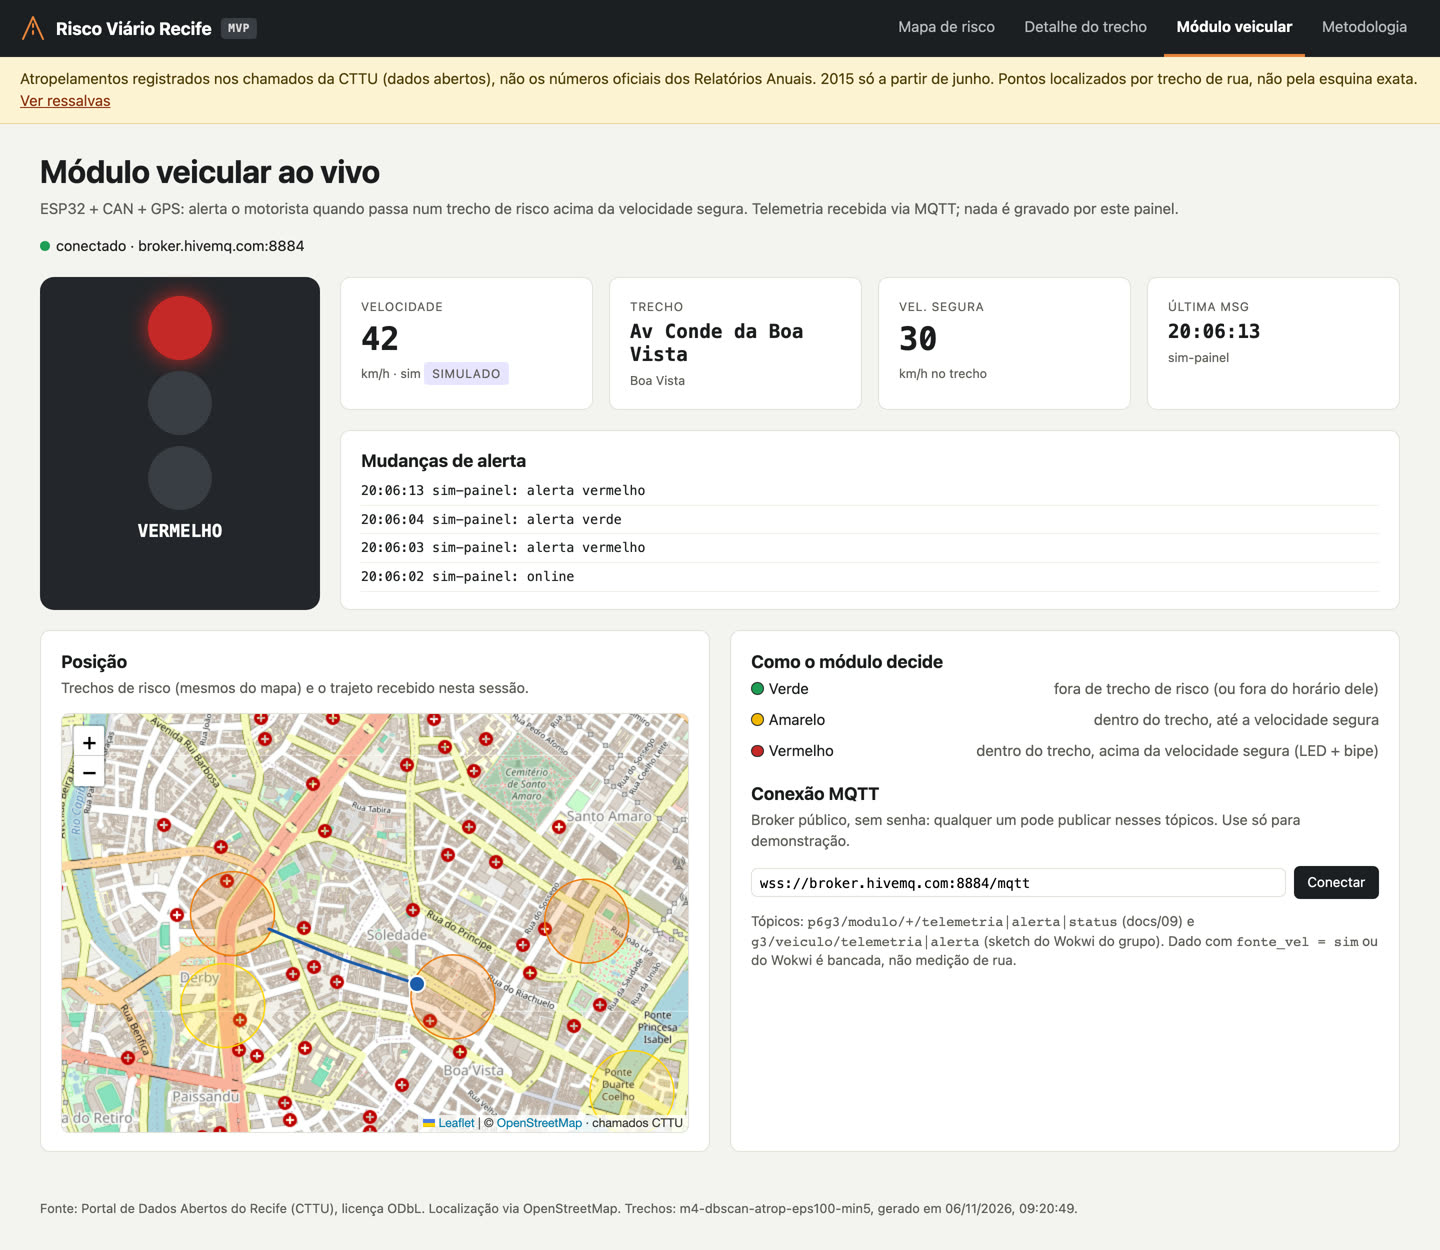 Risco Viário Recife MVP
Mapa de risco
Detalhe do trecho
Módulo veicular
Metodologia
Atropelamentos registrados nos chamados da CTTU (dados abertos), não os números oficiais dos Relatórios Anuais. 2015 só a partir de junho. Pontos localizados por trecho de rua, não pela esquina exata.
Ver ressalvas
Módulo veicular ao vivo
ESP32 + CAN + GPS: alerta o motorista quando passa num trecho de risco acima da velocidade segura. Telemetria recebida via MQTT; nada é gravado por este painel.
conectado · broker.hivemq.com:8884
VERMELHO
VELOCIDADE
42
km/h · sim SIMULADO
TRECHO
Av Conde da Boa
Vista
Boa Vista
VEL. SEGURA
30
km/h no trecho
ÚLTIMA MSG
20:06:13
sim-painel
Mudanças de alerta
20:06:13 sim-painel: alerta vermelho
20:06:04 sim-painel: alerta verde
20:06:03 sim-painel: alerta vermelho
20:06:02 sim-painel: online
Posição
Trechos de risco (mesmos do mapa) e o trajeto recebido nesta sessão.
+
−
Avenida Rui Barbosa
Rua Tabira
Cemitério
de Santo
Amaro
Santo Amaro
Rua Pedro Afonso
Rua do Sossego
Rua do Príncipe
Soledade
Derby
Rua do Riachuelo
Rua da Saudade
Rua da União
Rua Benfica
Ponte
Princesa
Isabel
Boa Vista
Ponte
Duarte
Coelho
Paissandu
a do Retiro
Leaflet | © OpenStreetMap · chamados CTTU
Como o módulo decide
Verde fora de trecho de risco (ou fora do horário dele)
Amarelo dentro do trecho, até a velocidade segura
Vermelho dentro do trecho, acima da velocidade segura (LED + bipe)
Conexão MQTT
Broker público, sem senha: qualquer um pode publicar nesses tópicos. Use só para
demonstração.
wss://broker.hivemq.com:8884/mqtt
Conectar
Tópicos: p6g3/modulo/+/telemetria|alerta|status (docs/09) e
g3/veiculo/telemetria|alerta (sketch do Wokwi do grupo). Dado com fonte_vel = sim ou
do Wokwi é bancada, não medição de rua.
Fonte: Portal de Dados Abertos do Recife (CTTU), licença ODbL. Localização via OpenStreetMap. Trechos: m4-dbscan-atrop-eps100-min5, gerado em 06/11/2026, 09:20:49.